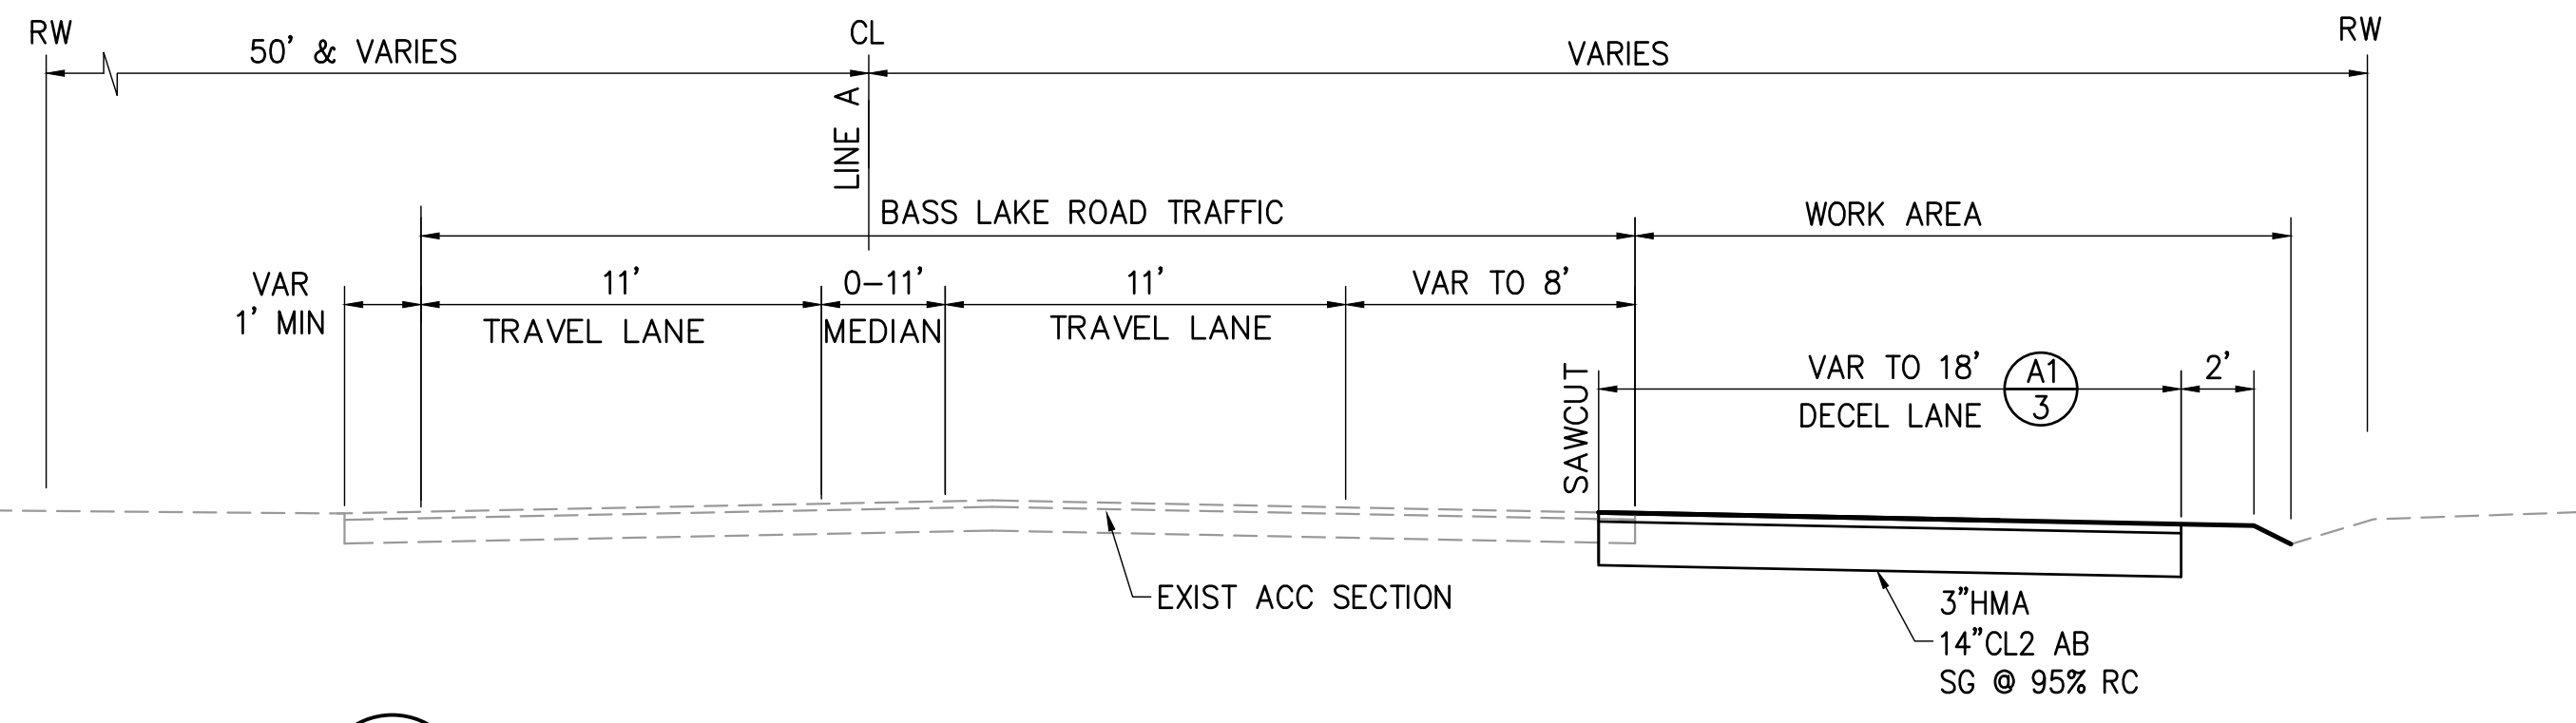 RW
CL
RW
50' & VARIES
VARIES
LINE A
BASS LAKE ROAD TRAFFIC
WORK AREA
VAR
1' MIN
11'
TRAVEL LANE
0-11'
MEDIAN
11'
TRAVEL LANE
VAR TO 8'
SAWCUT
VAR TO 18'
DECEL LANE
A1
3
2'
EXIST ACC SECTION
3"HMA
14"CL2 AB
SG @ 95% RC